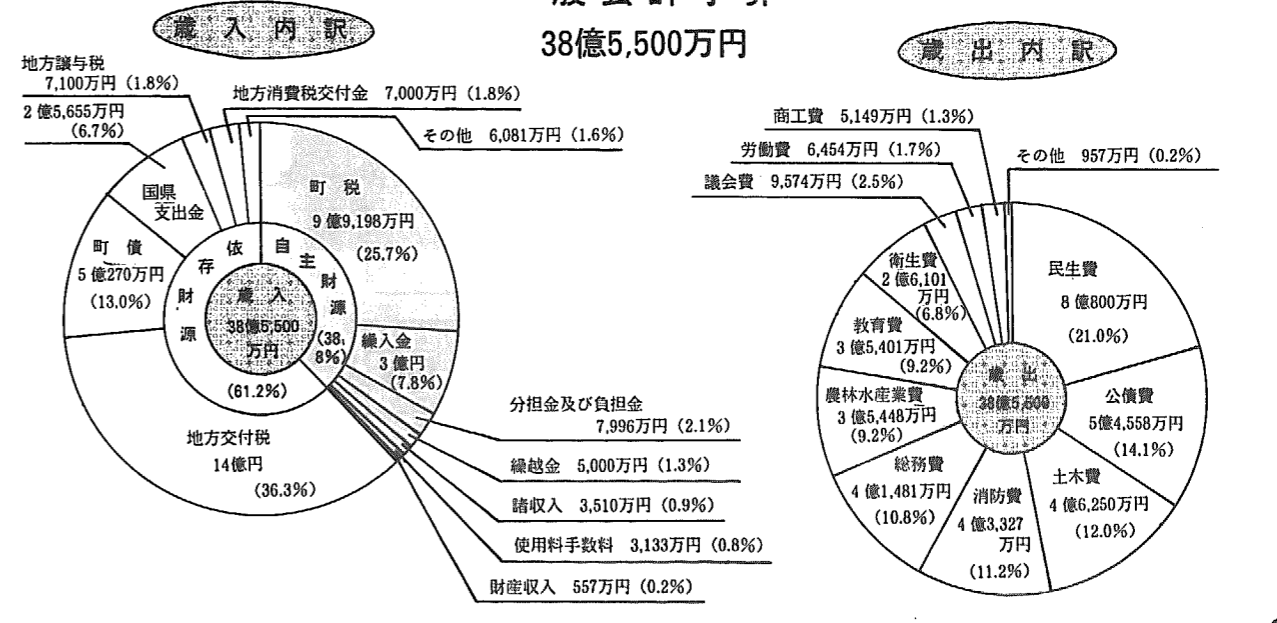 歳入内訳
38億5,500万円
歳出内訳
地方譲与税
7,100万円（1.8%）
2億5,655万円
（6.7%）
地方消費税交付金 7,000万円（1.8%）
その他 6,081万円（1.6%）
国県
支出金
町税
9億9,198万円
（25.7%）
町債
5億270万円
（13.0%）
依存財源
（61.2%）
自主財源
（38.
8%）
歳入
38億5,500
万円
繰入金
3億円
（7.8%）
地方交付税
14億円
（36.3%）
分担金及び負担金
7,996万円（2.1%）
繰越金 5,000万円（1.3%）
諸収入 3,510万円（0.9%）
使用料手数料 3,133万円（0.8%）
財産収入 557万円（0.2%）
商工費 5,149万円（1.3%）
労働費 6,454万円（1.7%）
議会費 9,574万円（2.5%）
その他 957万円（0.2%）
民生費
8億800万円
（21.0%）
衛生費
2億6,101
万円
（6.8%）
教育費
3億5,401万円
（9.2%）
歳出
38億5,500
万円
公債費
5億4,558万円
（14.1%）
農林水産業費
3億5,448万円
（9.2%）
総務費
4億1,481万円
（10.8%）
消防費
4億3,327
万円
（11.2%）
土木費
4億6,250万円
（12.0%）